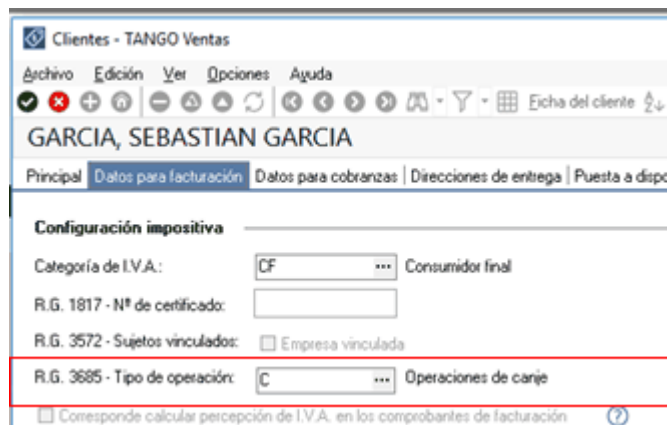 Clientes - TANGO Ventas
Archivo Edición Ver Opciones Ayuda
Ficha del cliente
GARCIA, SEBASTIAN GARCIA
Principal Datos para facturación Datos para cobranzas Direcciones de entrega Puesta a dispo
Configuración impositiva
Categoría de I.V.A.: CF ... Consumidor final
R.G. 1817 - Nº de certificado:
R.G. 3572 - Sujetos vinculados: Empresa vinculada
R.G. 3685 - Tipo de operación: C ... Operaciones de canje
Corresponde calcular percepción de I.V.A. en los comprobantes de facturación ?